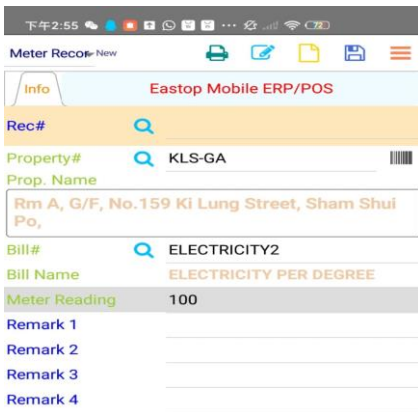 下午2:55 72
Meter Recor New
Info Eastop Mobile ERP/POS
Rec#
Property# KLS-GA
Prop. Name
Rm A, G/F, No.159 Ki Lung Street, Sham Shui
Po,
Bill# ELECTRICITY2
Bill Name ELECTRICITY PER DEGREE
Meter Reading 100
Remark 1
Remark 2
Remark 3
Remark 4